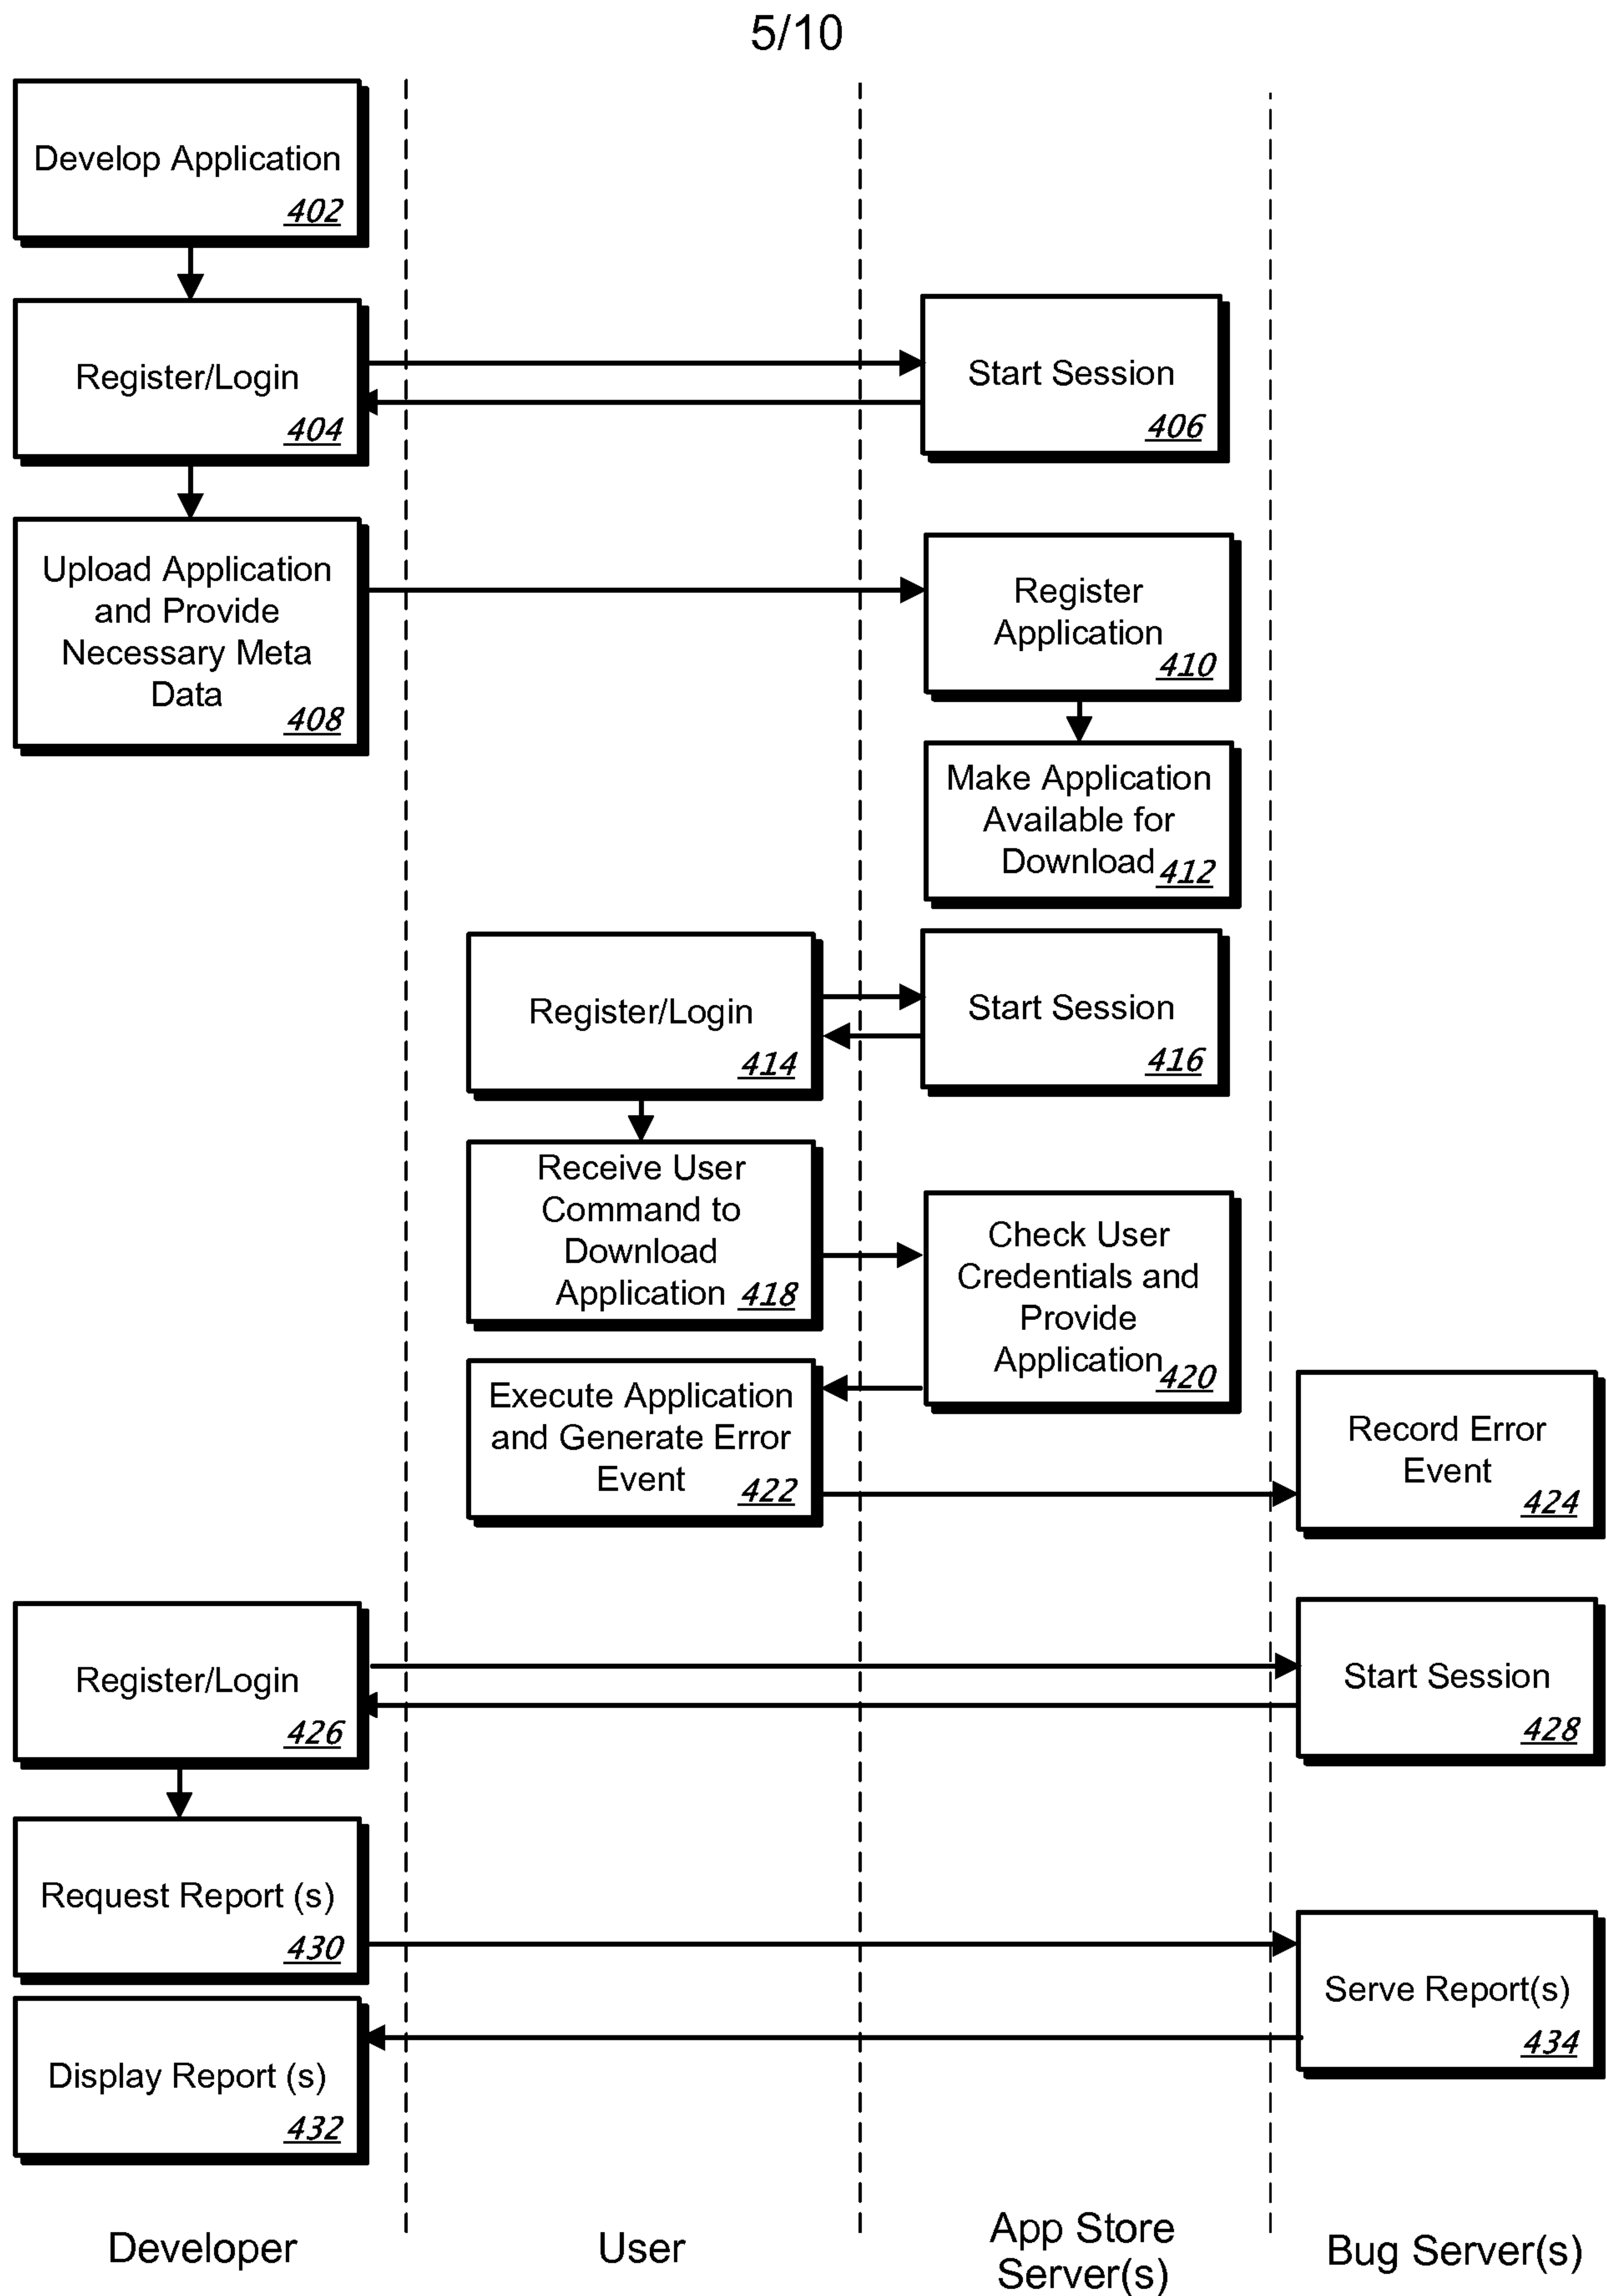 5/10
Develop Application
402
Register/Login
404
Start Session
406
Upload Application
and Provide
Necessary Meta
Data
408
Register
Application
410
Make Application
Available for
Download
412
Register/Login
414
Start Session
416
Receive User
Command to
Download
Application
418
Check User
Credentials and
Provide
Application
420
Execute Application
and Generate Error
Event
422
Record Error
Event
424
Register/Login
426
Start Session
428
Request Report (s)
430
Serve Report(s)
434
Display Report (s)
432
Developer
User
App Store
Server(s)
Bug Server(s)